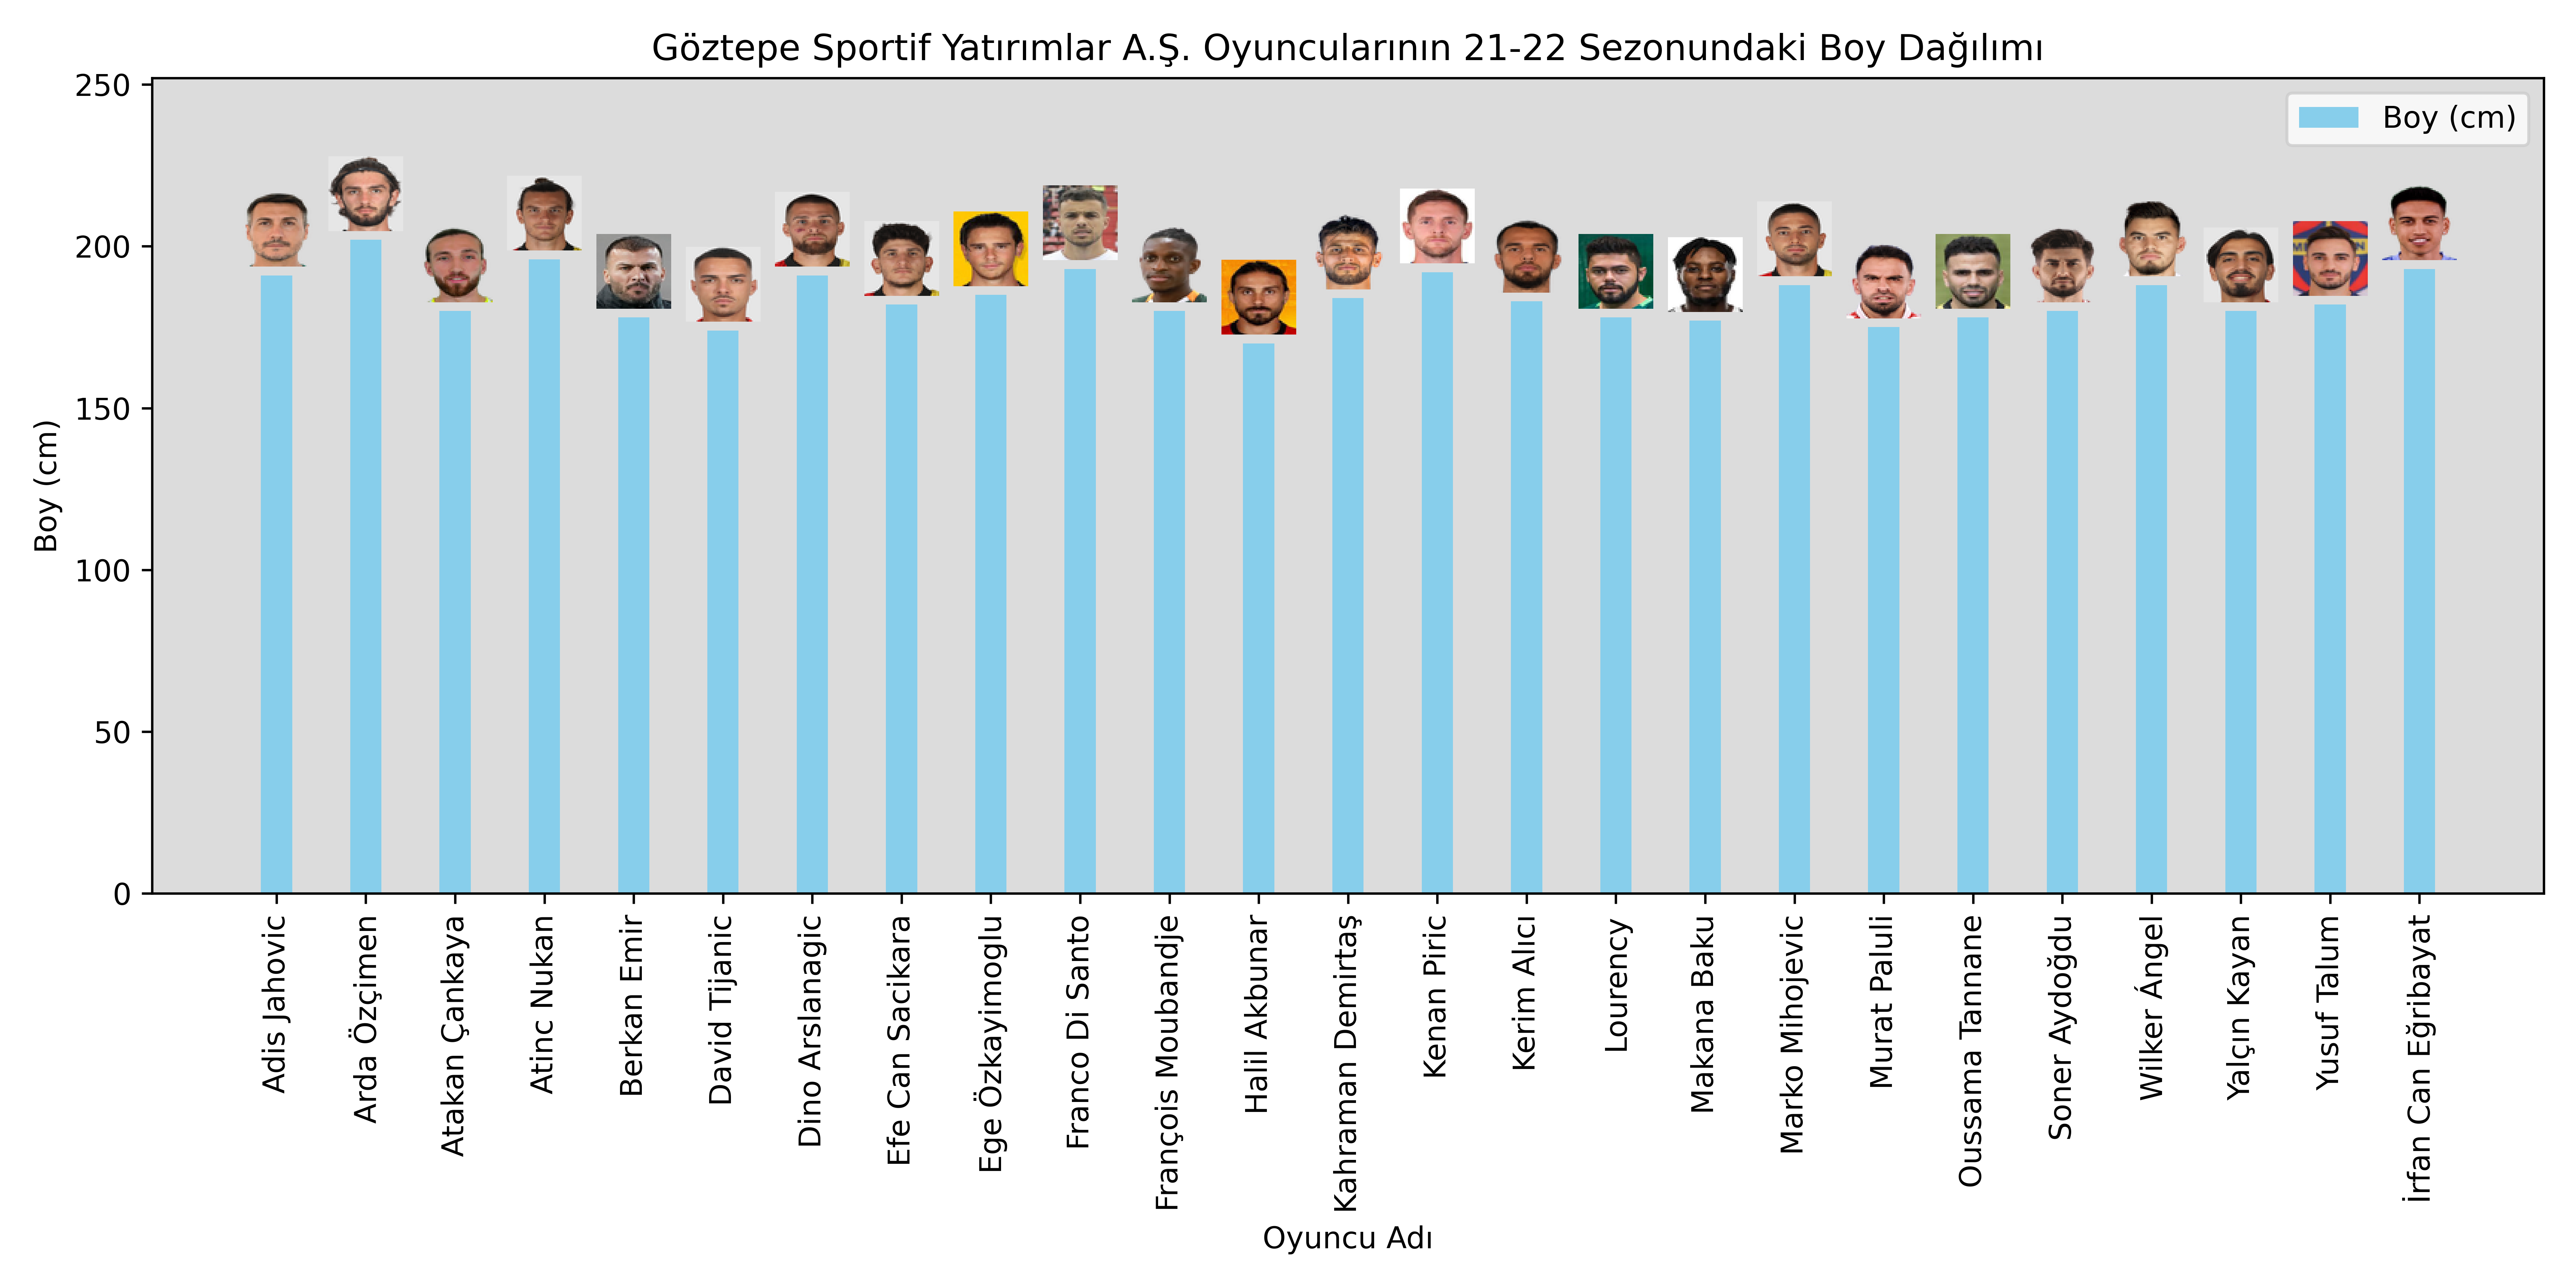 Göztepe Sportif Yatırımlar A.Ş. Oyuncularının 21-22 Sezonundaki Boy Dağılımı
Boy (cm)
Boy (cm)
250
200
150
100
50
0
Adis Jahovic
Arda Özçimen
Atakan Çankaya
Atinc Nukan
Berkan Emir
David Tijanic
Dino Arslanagic
Efe Can Sacikara
Ege Özkayimoglu
Franco Di Santo
François Moubandje
Halil Akbunar
Kahraman Demirtaş
Kenan Piric
Kerim Alıcı
Lourency
Makana Baku
Marko Mihojevic
Murat Paluli
Oussama Tannane
Soner Aydoğdu
Wilker Ángel
Yalçın Kayan
Yusuf Talum
İrfan Can Eğribayat
Oyuncu Adı